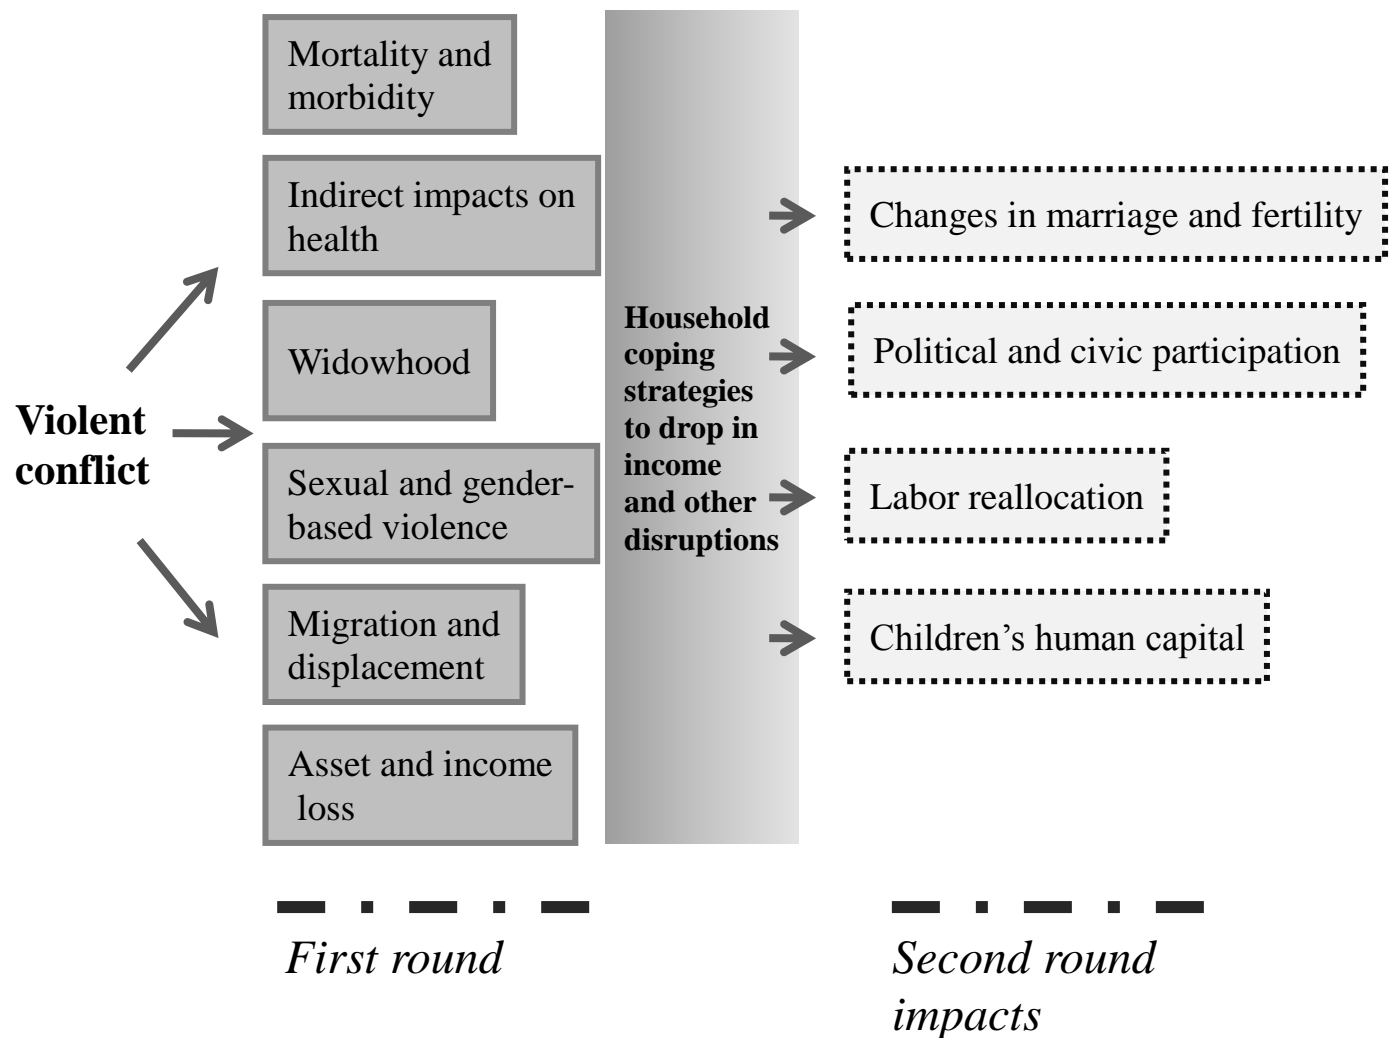 Violent
conflict
Mortality and
morbidity
Indirect impacts on
health
Widowhood
Sexual and gender-
based violence
Migration and
displacement
Asset and income
loss
Household
coping
strategies
to drop in
income
and other
disruptions
Changes in marriage and fertility
Political and civic participation
Labor reallocation
Children’s human capital
First round
Second round
impacts